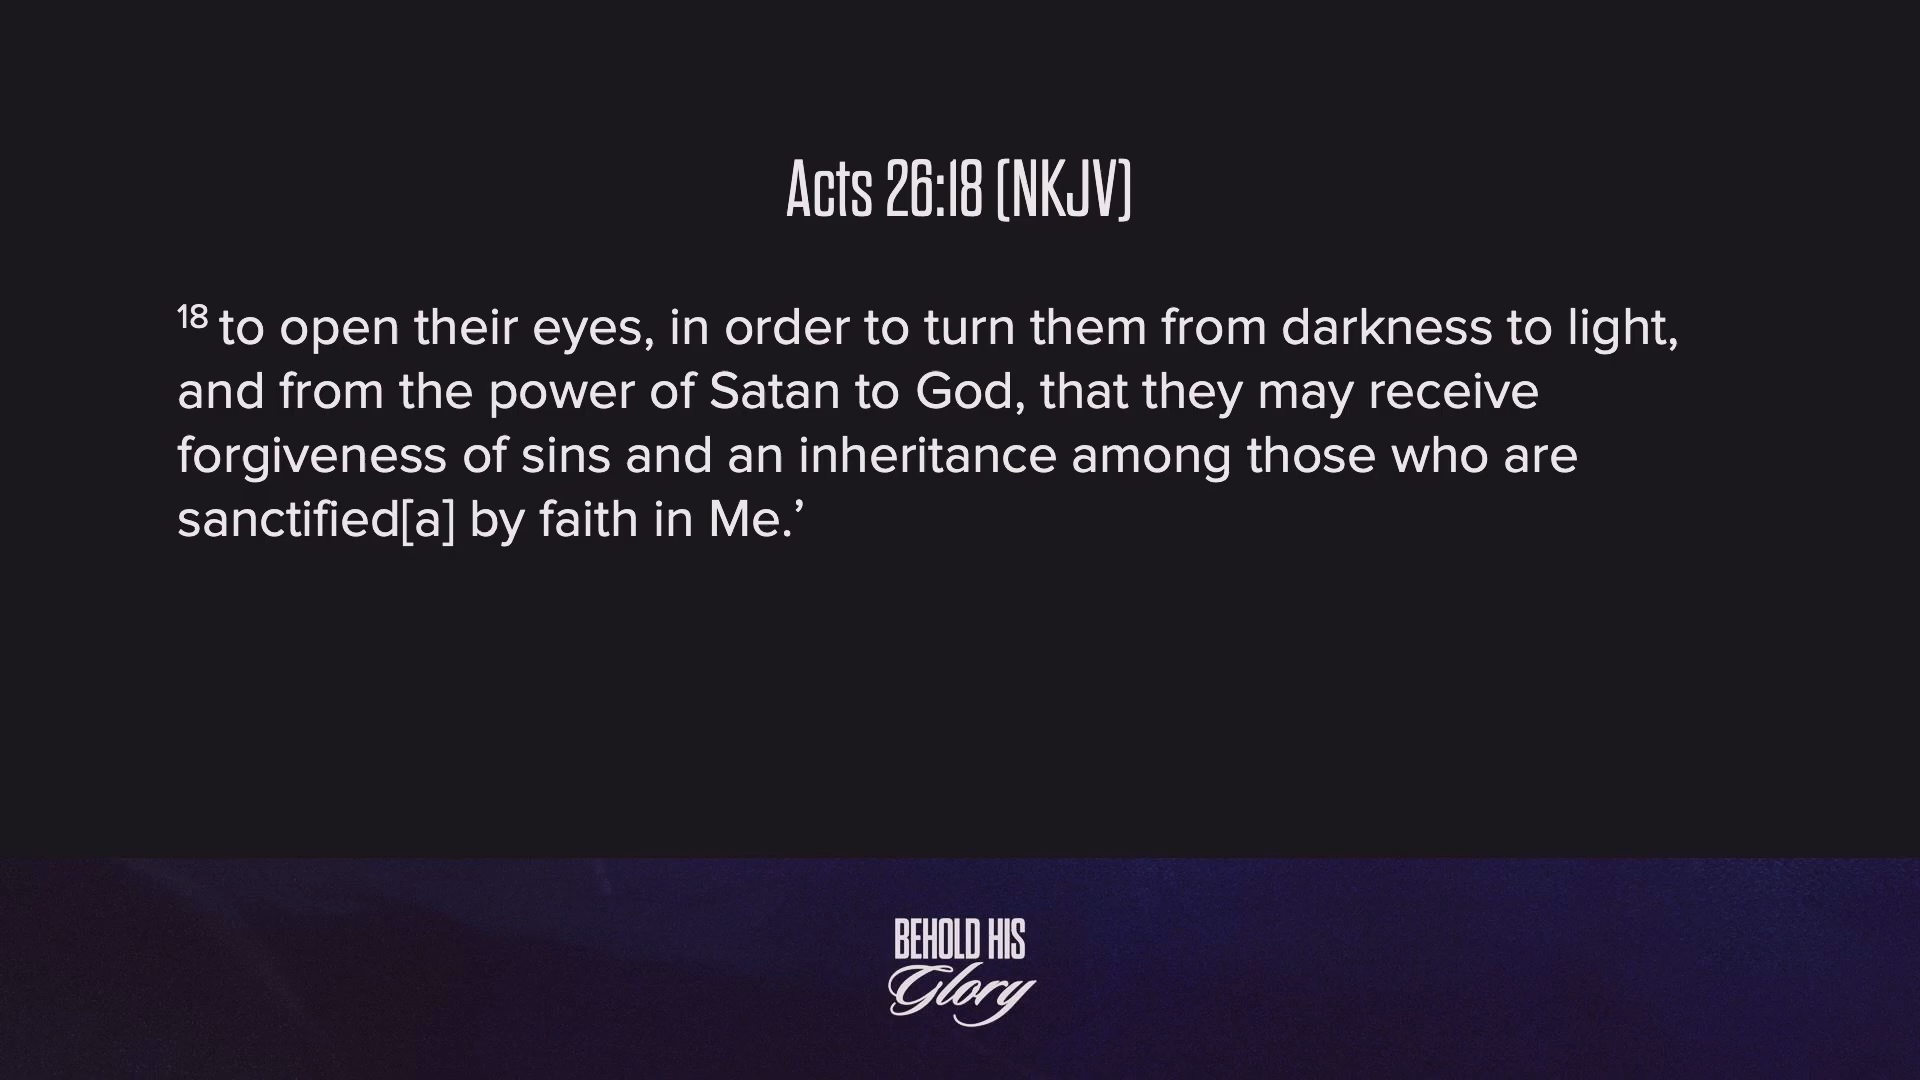 Acts 26:18 (NKJV)
18 to open their eyes, in order to turn them from darkness to light,
and from the power of Satan to God, that they may receive
forgiveness of sins and an inheritance among those who are
sanctified[a] by faith in Me.’
BEHOLD HIS
Glory